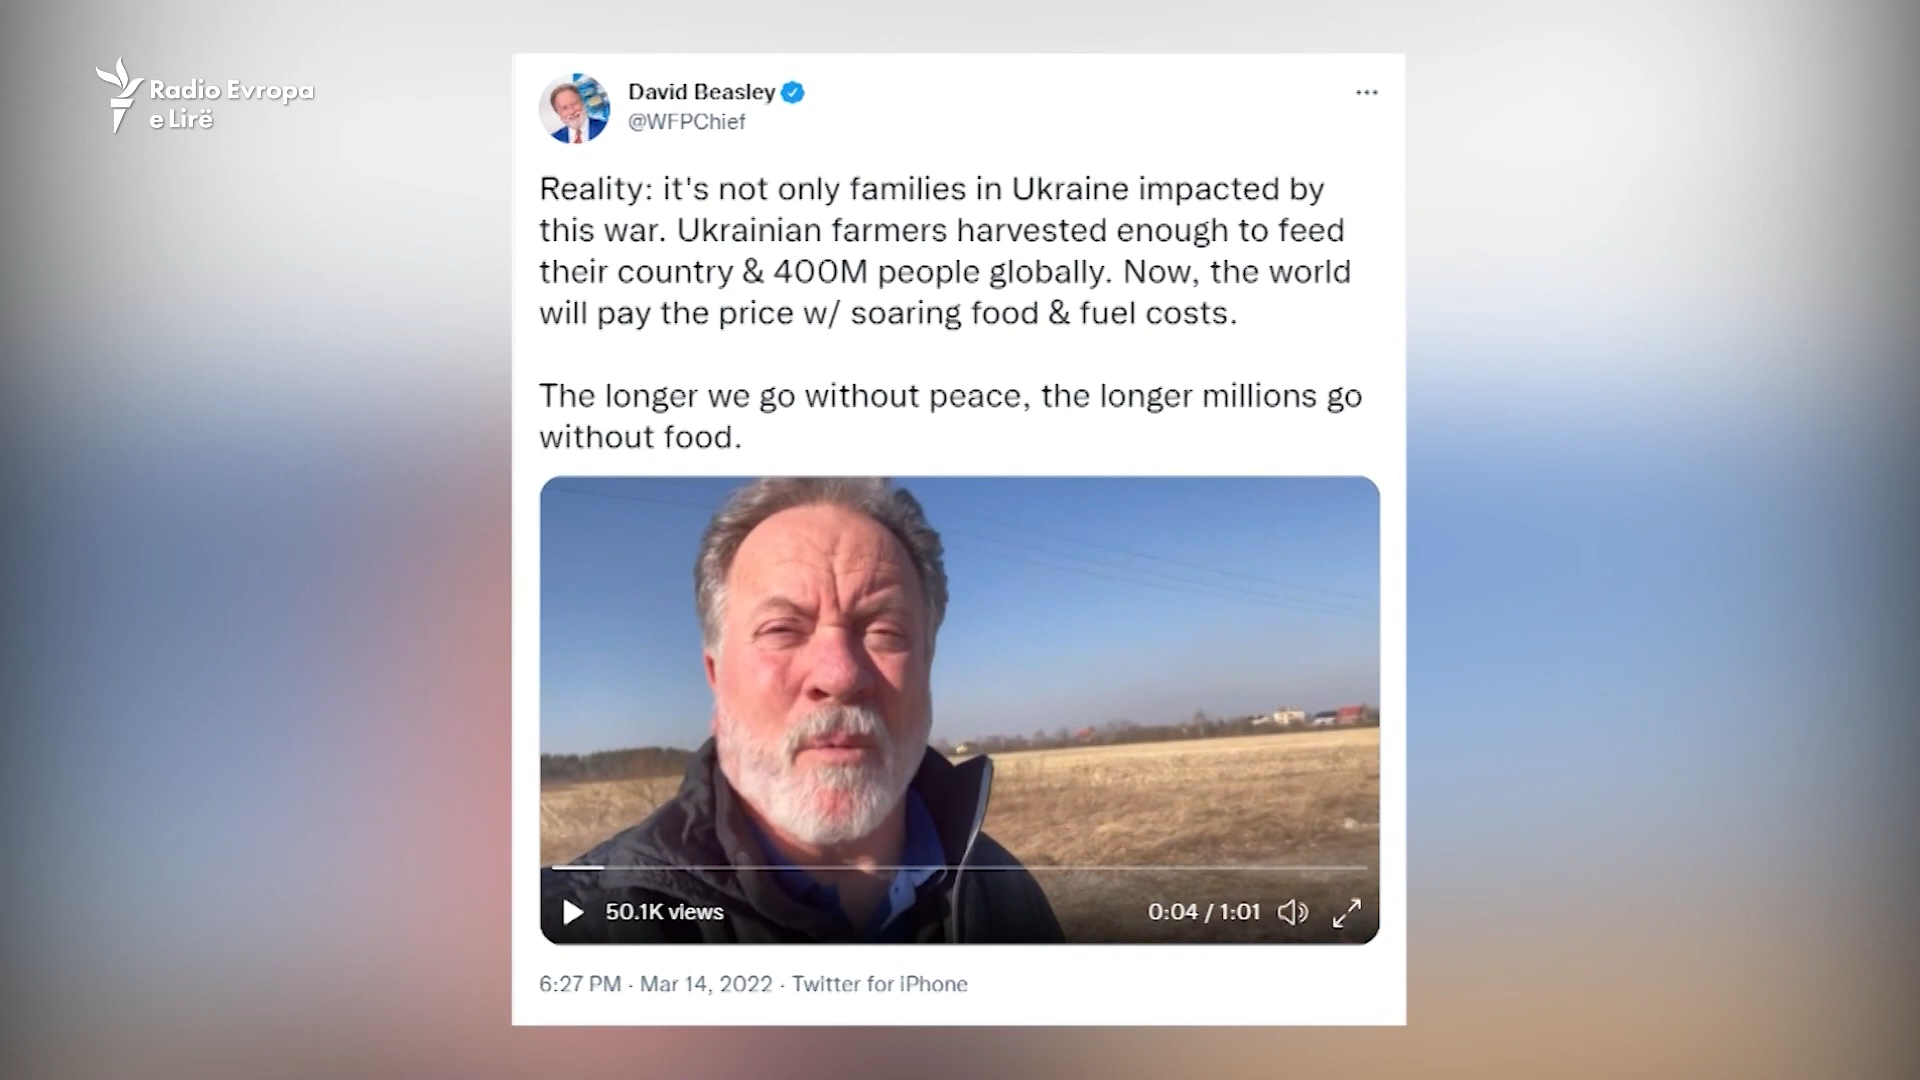 Radio Evropa
e Lirë
David Beasley
@WFPChief
Reality: it's not only families in Ukraine impacted by
this war. Ukrainian farmers harvested enough to feed
their country & 400M people globally. Now, the world
will pay the price w/ soaring food & fuel costs.
The longer we go without peace, the longer millions go
without food.
50.1K views
0:04 / 1:01
6:27 PM · Mar 14, 2022 · Twitter for iPhone